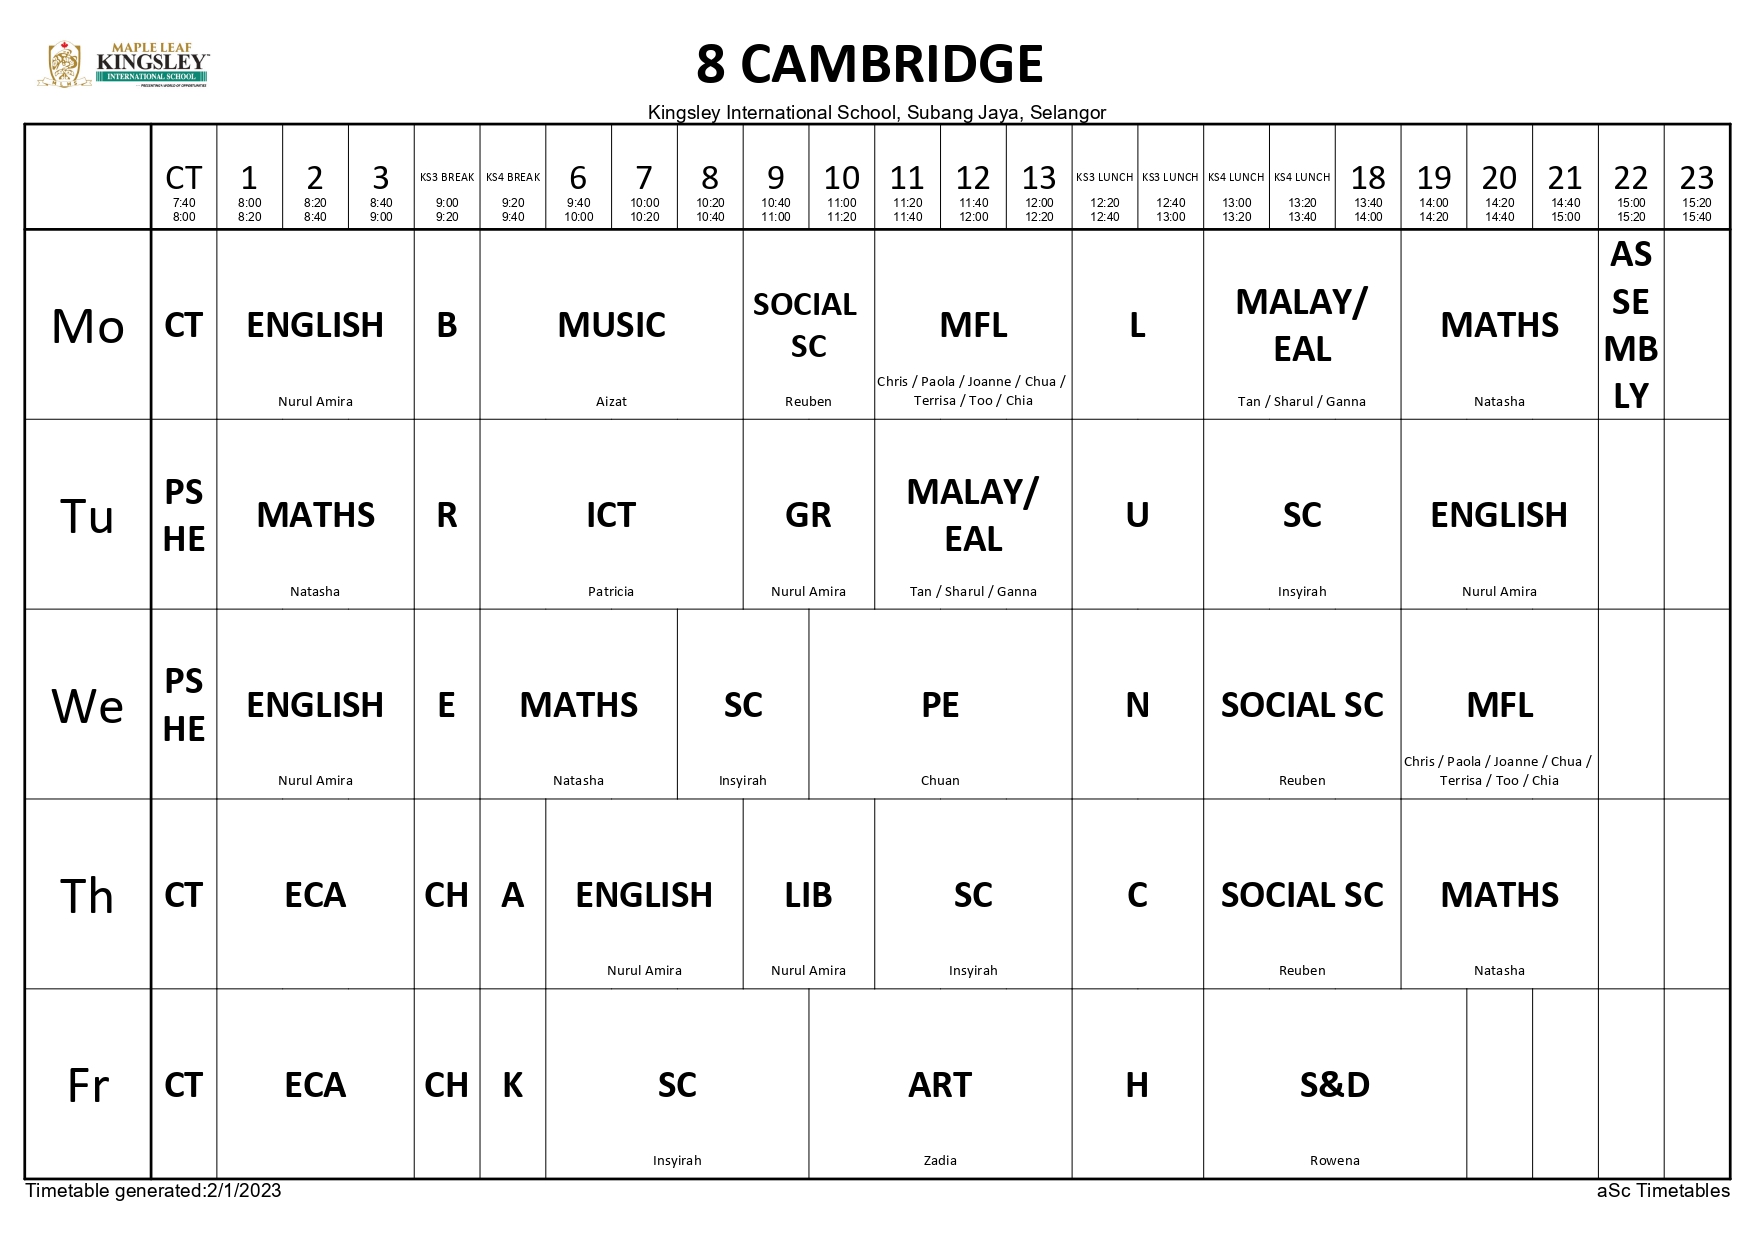 MAPLE LEAF
KINGSLEY
INTERNATIONAL SCHOOL
8 CAMBRIDGE
Kingsley International School, Subang Jaya, Selangor
CT 1 2 3 KS3 BREAK KS4 BREAK 6 7 8 9 10 11 12 13 KS3 LUNCH KS3 LUNCH KS4 LUNCH KS4 LUNCH 18 19 20 21 22 23
7:40 8:00 8:20 8:40 9:00 9:20 9:40 10:00 10:20 10:40 11:00 11:20 11:40 12:00 12:20 12:40 13:00 13:20 13:40 14:00 14:20 14:40 15:00 15:20
8:00 8:20 8:40 9:00 9:20 9:40 10:00 10:20 10:40 11:00 11:20 11:40 12:00 12:20 12:40 13:00 13:20 13:40 14:00 14:20 14:40 15:00 15:20 15:40
Mo
CT
ENGLISH
Nurul Amira
B
MUSIC
Aizat
SOCIAL
SC
Reuben
MFL
Chris / Paola / Joanne / Chua /
Terrisa / Too / Chia
L
MALAY/
EAL
Tan / Sharul / Ganna
MATHS
Natasha
AS
SE
MB
LY
Tu
PS
HE
MATHS
Natasha
R
ICT
Patricia
GR
Nurul Amira
MALAY/
EAL
Tan / Sharul / Ganna
U
SC
Insyirah
ENGLISH
Nurul Amira
We
PS
HE
ENGLISH
Nurul Amira
E
MATHS
Natasha
SC
Insyirah
PE
Chuan
N
SOCIAL SC
Reuben
MFL
Chris / Paola / Joanne / Chua /
Terrisa / Too / Chia
Th
CT
ECA
CH
A
ENGLISH
Nurul Amira
LIB
Nurul Amira
SC
Insyirah
C
SOCIAL SC
Reuben
MATHS
Natasha
Fr
CT
ECA
CH
K
SC
Insyirah
ART
Zadia
H
S&D
Rowena
Timetable generated:2/1/2023
aSc Timetables